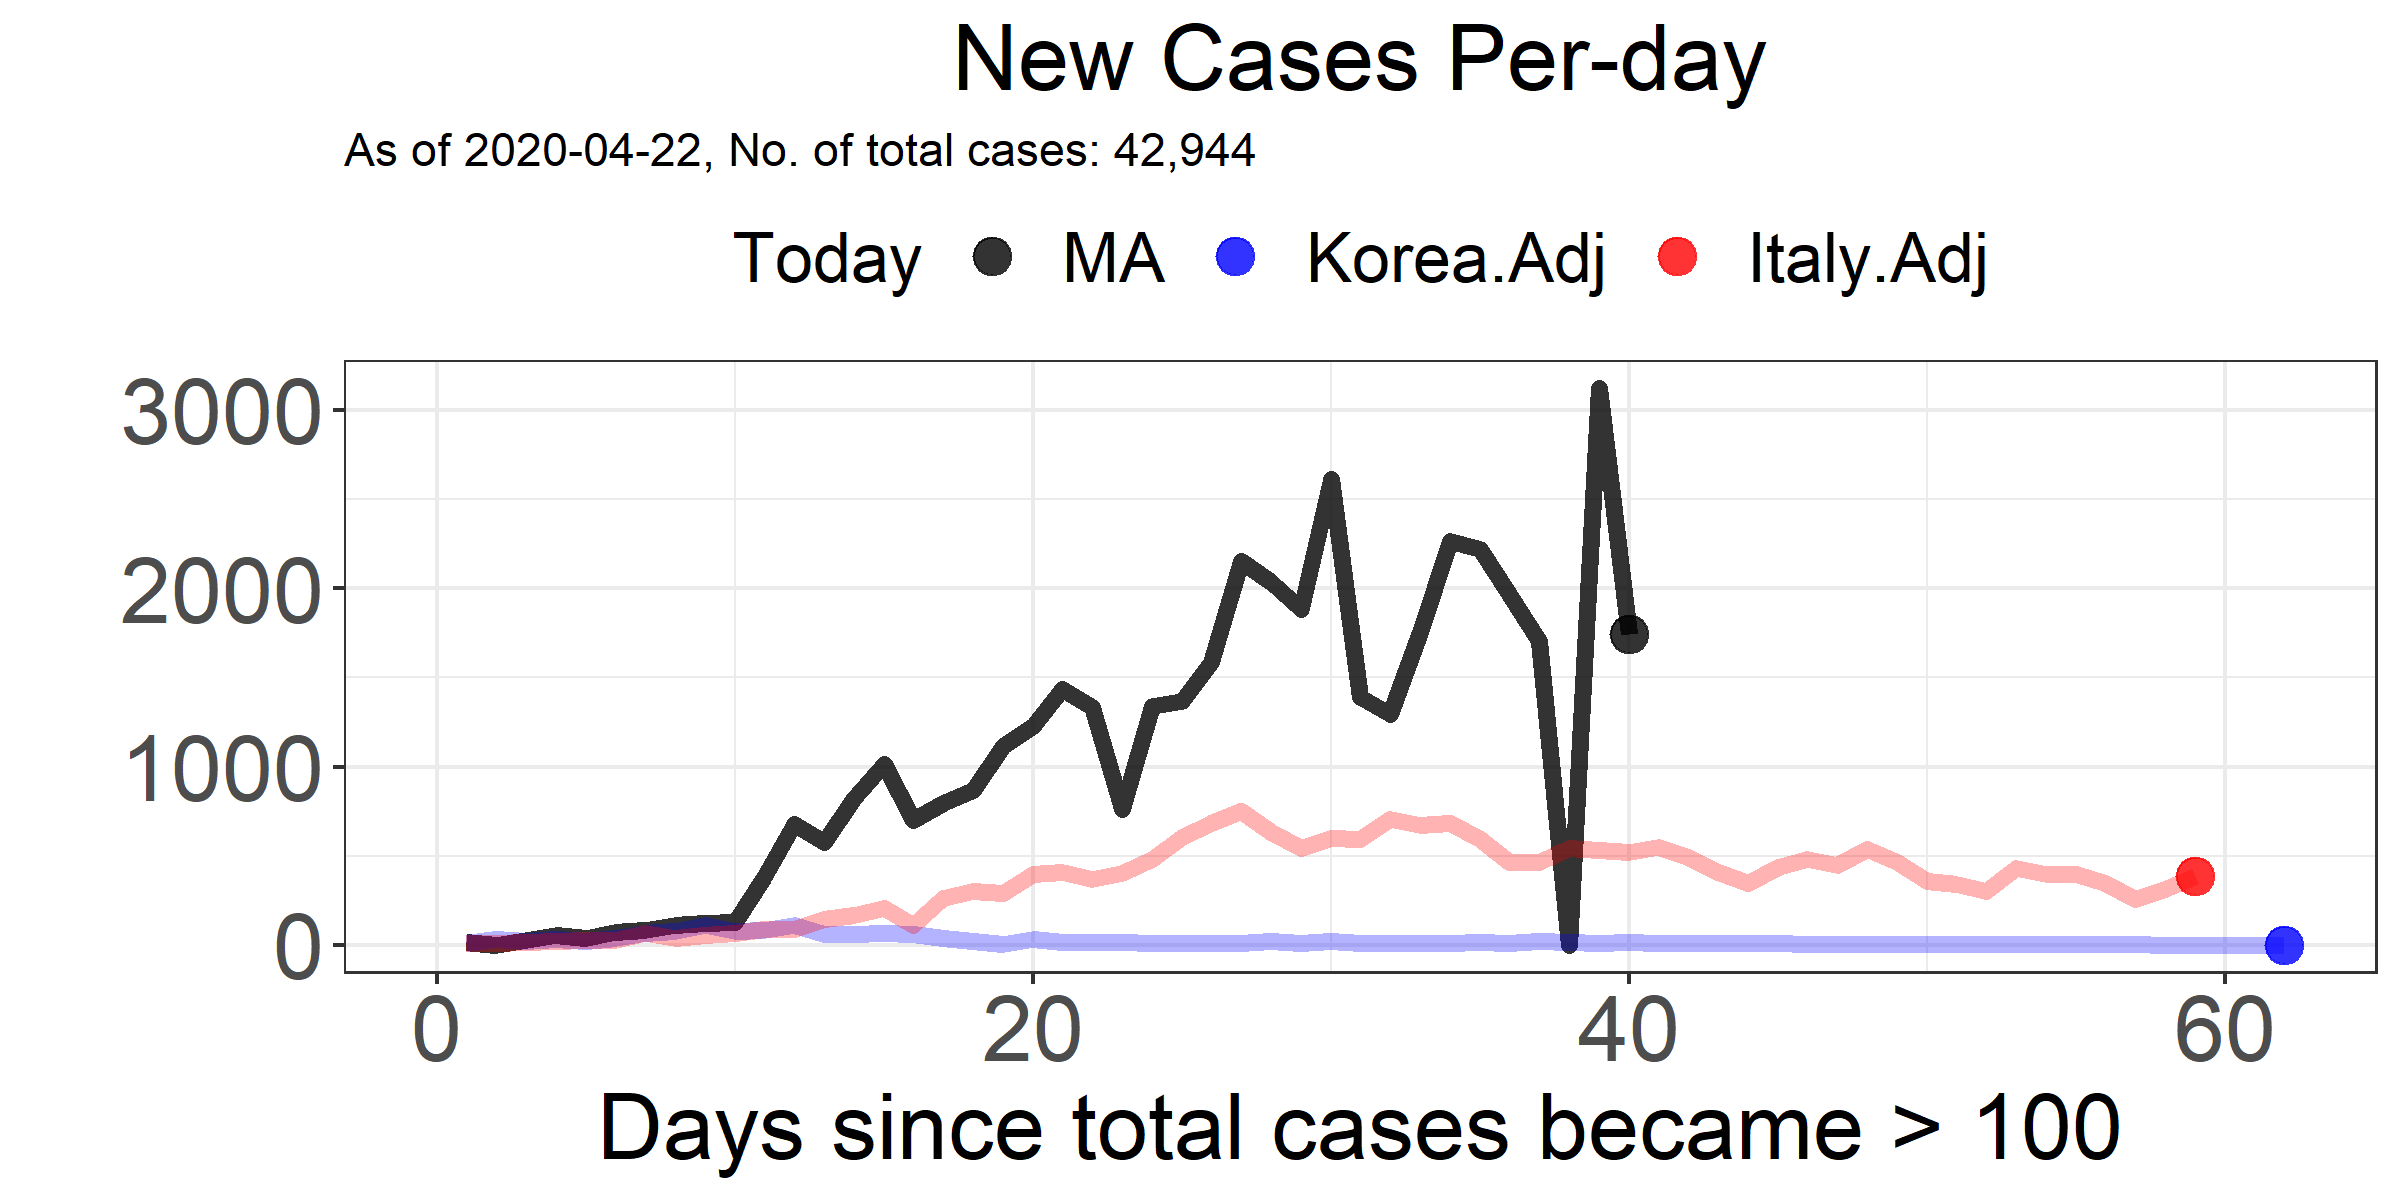 New Cases Per-day
As of 2020-04-22, No. of total cases: 42,944
Today MA Korea.Adj Italy.Adj
3000
2000
1000
0
0 20 40 60
Days since total cases became > 100